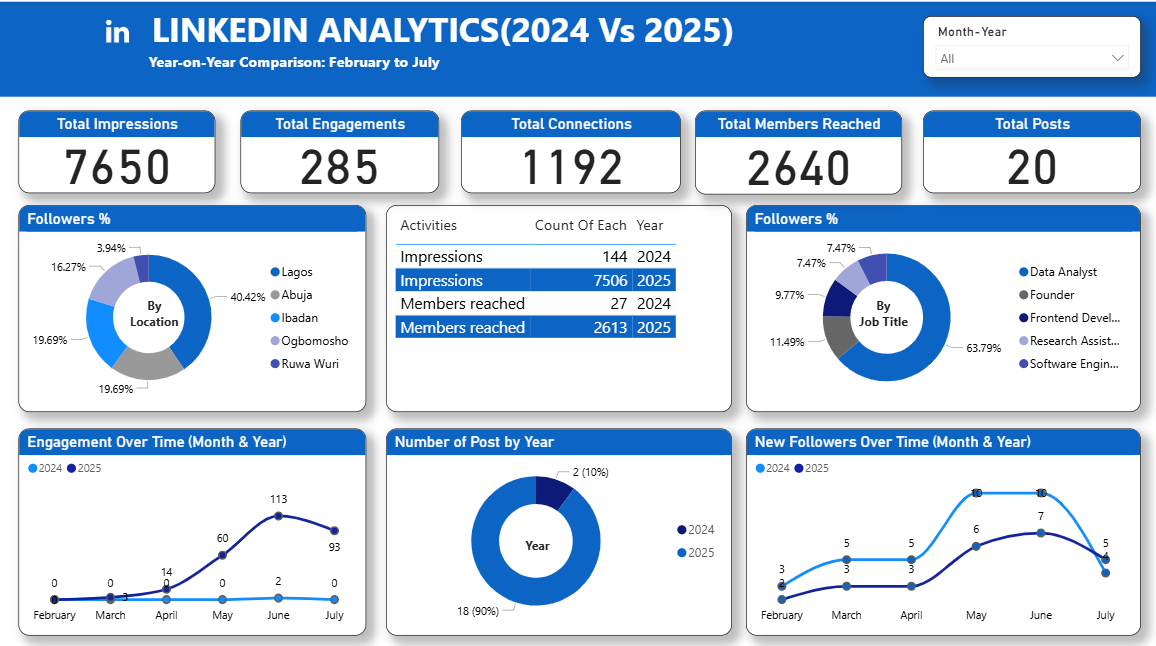 in LINKEDIN ANALYTICS(2024 Vs 2025)
Year-on-Year Comparison: February to July
Month-Year
All
Total Impressions
7650
Total Engagements
285
Total Connections
1192
Total Members Reached
2640
Total Posts
20
Followers %
3.94%
16.27%
40.42%
19.69%
19.69%
By
Location
Lagos
Abuja
Ibadan
Ogbomosho
Ruwa Wuri
Activities Count Of Each Year
Impressions 144 2024
Impressions 7506 2025
Members reached 27 2024
Members reached 2613 2025
Followers %
7.47%
7.47%
9.77%
11.49%
63.79%
By
Job Title
Data Analyst
Founder
Frontend Devel...
Research Assist...
Software Engin...
Engagement Over Time (Month & Year)
2024 2025
113
93
60
14
0 0 0 0 2 0
3
February March April May June July
Number of Post by Year
2 (10%)
Year
18 (90%)
2024
2025
New Followers Over Time (Month & Year)
2024 2025
10 10
3 5 5 5
6 7
2 3 3 4
February March April May June July